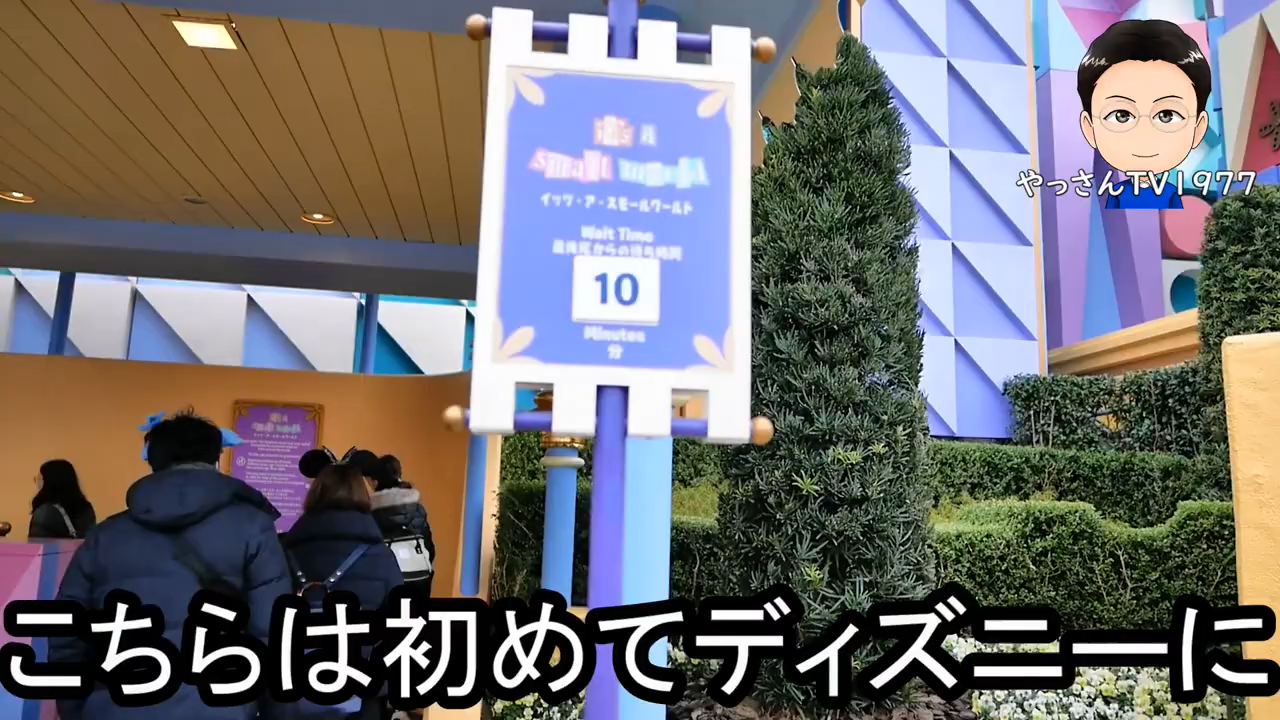 it's a
small world
イッツ・ア・スモールワールド
Wait Time
最後尾からの待ち時間
10
Minutes
分
やっさんTV1977
こちらは初めてディズニーに